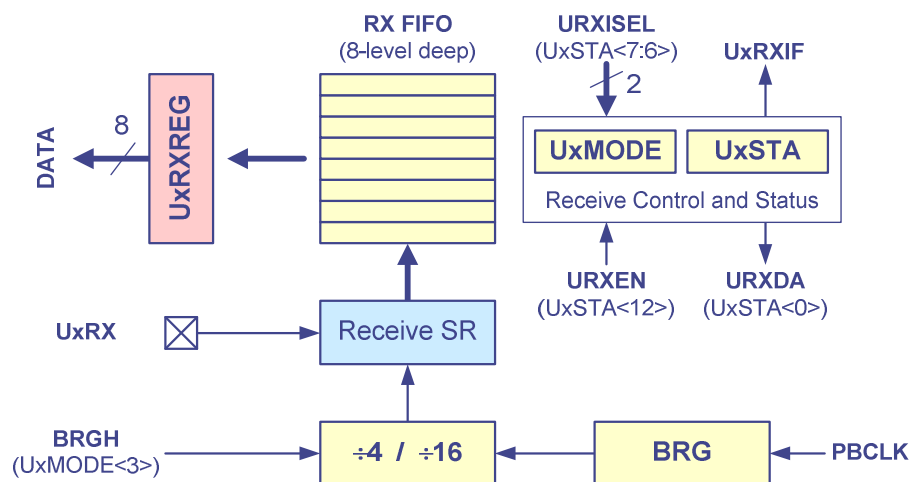 RX FIFO
(8-level deep)
URXISEL
(UxSTA<7:6>)
2
UxRXIF
DATA
8
UxRXREG
UxMODE
UxSTA
Receive Control and Status
URXEN
(UxSTA<12>)
URXDA
(UxSTA<0>)
UxRX
Receive SR
BRGH
(UxMODE<3>)
÷4 / ÷16
BRG
PBCLK